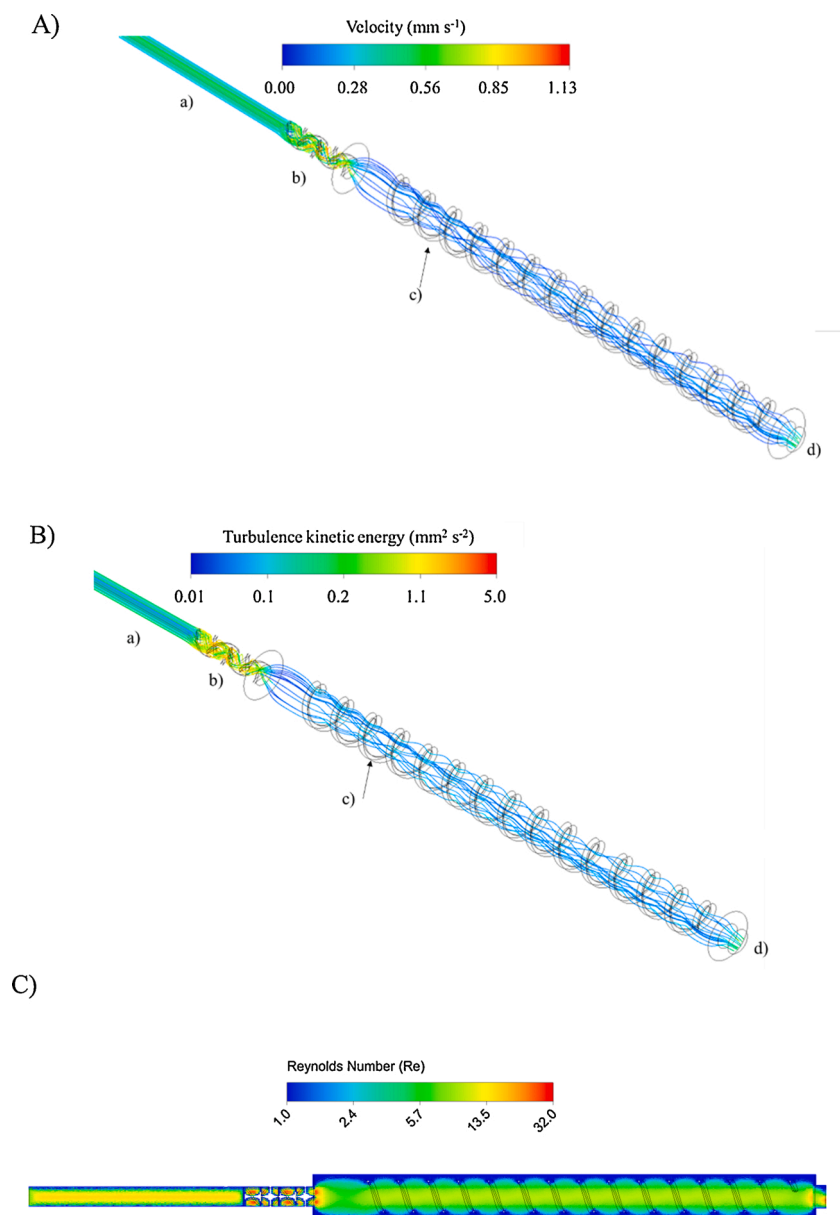 A)
Velocity (mm s⁻¹)
0.00 0.28 0.56 0.85 1.13
a)
b)
c)
d)
B)
Turbulence kinetic energy (mm² s⁻²)
0.01 0.1 0.2 1.1 5.0
a)
b)
c)
d)
C)
Reynolds Number (Re)
1.0 2.4 5.7 13.5 32.0